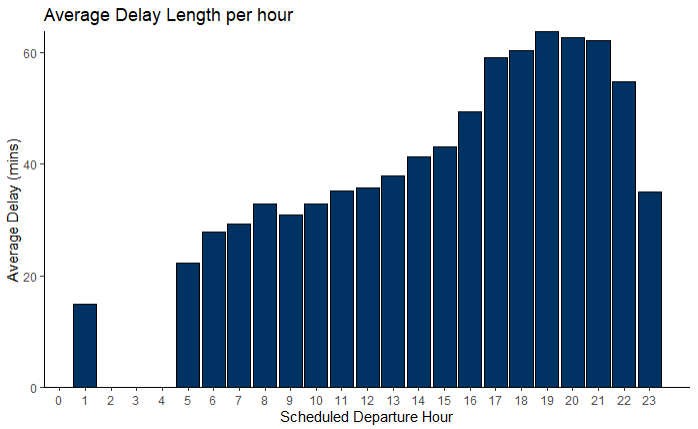 Average Delay Length per hour
Average Delay (mins)
60
40
20
0
0 1 2 3 4 5 6 7 8 9 10 11 12 13 14 15 16 17 18 19 20 21 22 23
Scheduled Departure Hour